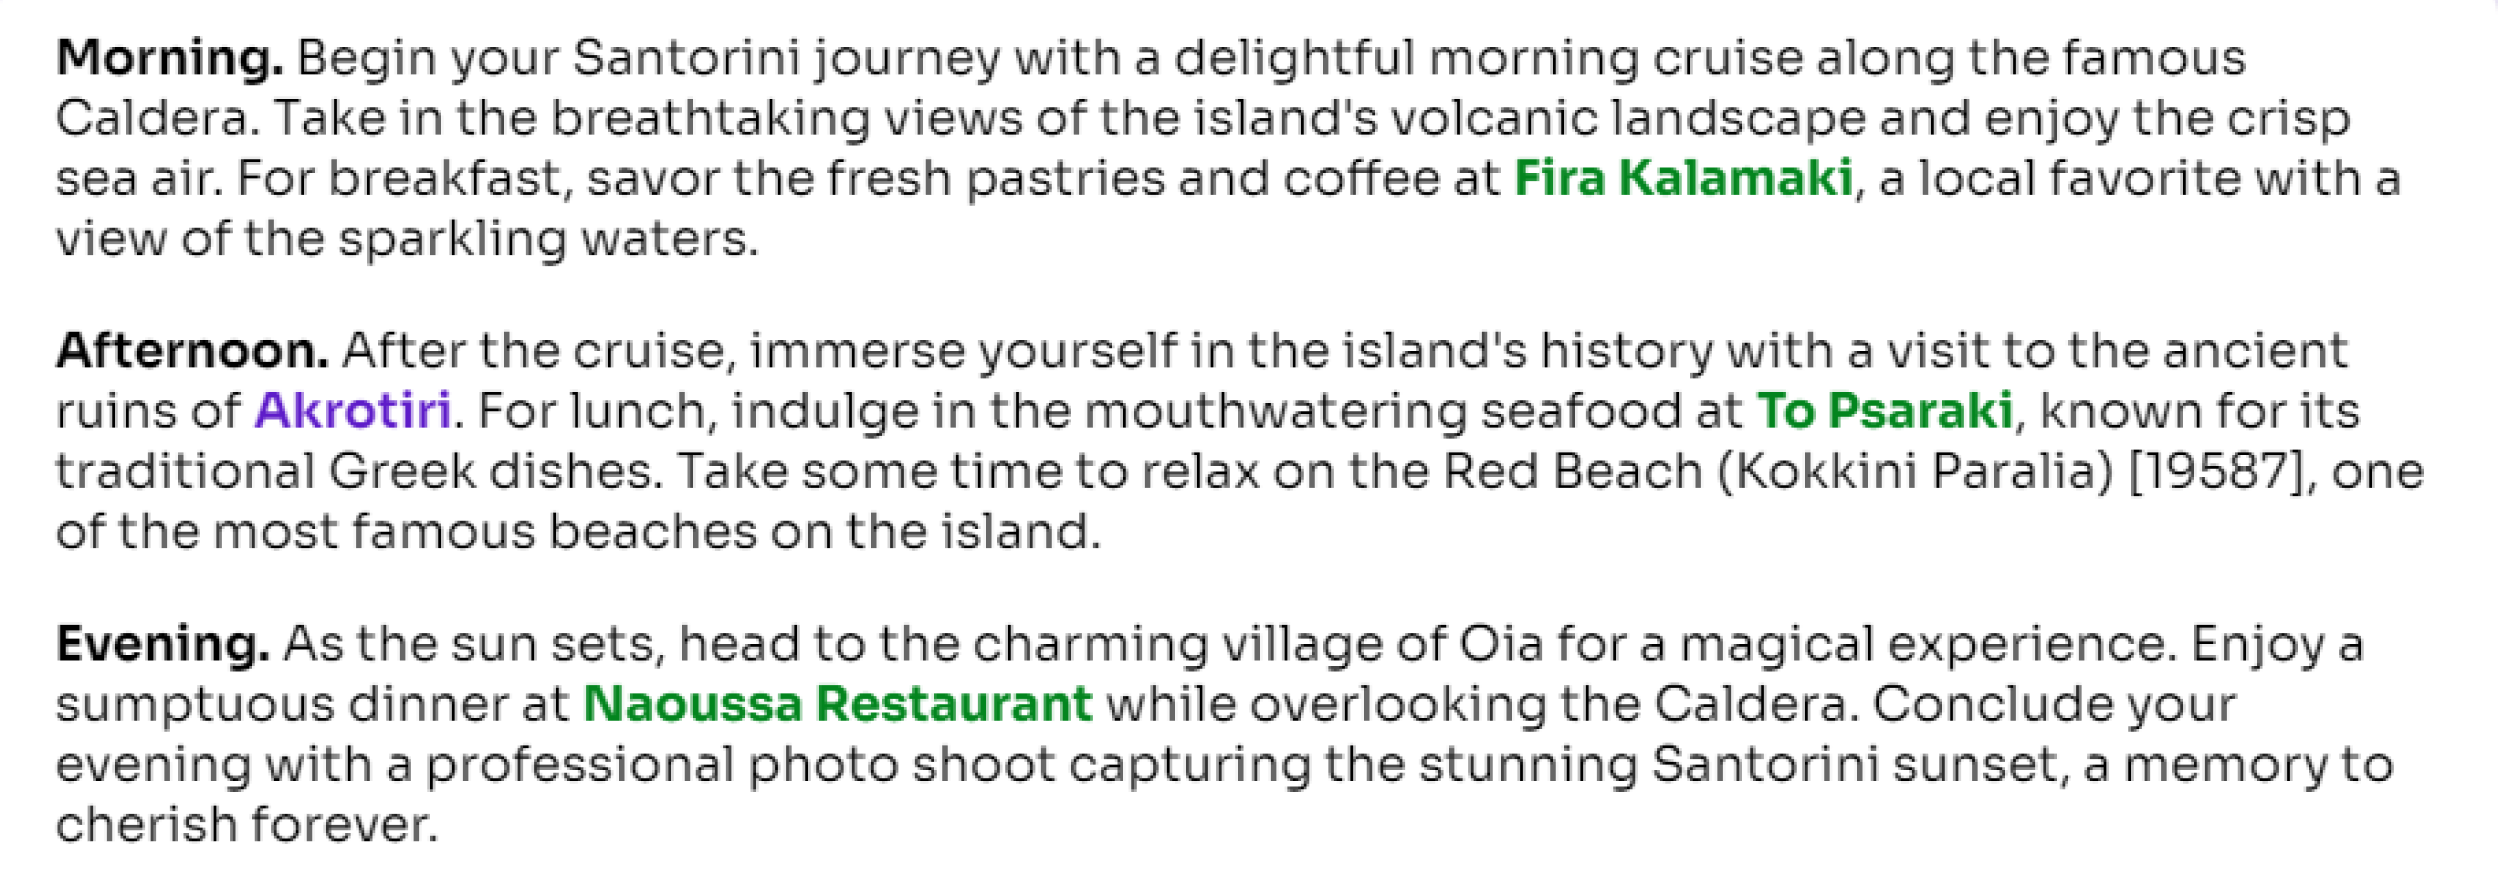 Morning. Begin your Santorini journey with a delightful morning cruise along the famous
Caldera. Take in the breathtaking views of the island's volcanic landscape and enjoy the crisp
sea air. For breakfast, savor the fresh pastries and coffee at Fira Kalamaki, a local favorite with a
view of the sparkling waters.
Afternoon. After the cruise, immerse yourself in the island's history with a visit to the ancient
ruins of Akrotiri. For lunch, indulge in the mouthwatering seafood at To Psaraki, known for its
traditional Greek dishes. Take some time to relax on the Red Beach (Kokkini Paralia) [19587], one
of the most famous beaches on the island.
Evening. As the sun sets, head to the charming village of Oia for a magical experience. Enjoy a
sumptuous dinner at Naoussa Restaurant while overlooking the Caldera. Conclude your
evening with a professional photo shoot capturing the stunning Santorini sunset, a memory to
cherish forever.